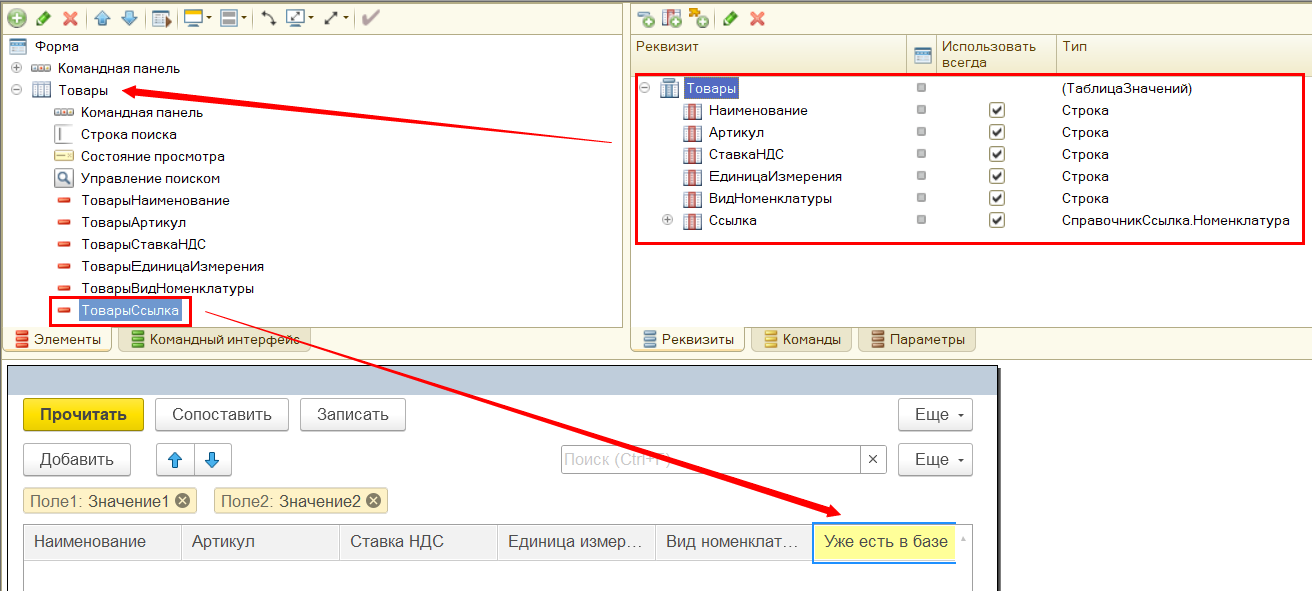 Форма
Командная панель
Товары
Командная панель
Строка поиска
Состояние просмотра
Управление поиском
ТоварыНаименование
ТоварыАртикул
ТоварыСтавкаНДС
ТоварыЕдиницаИзмерения
ТоварыВидНоменклатуры
ТоварыСсылка
Элементы Командный интерфейс
Реквизит Использовать всегда Тип
Товары (ТаблицаЗначений)
Наименование Строка
Артикул Строка
СтавкаНДС Строка
ЕдиницаИзмерения Строка
ВидНоменклатуры Строка
Ссылка СправочникСсылка.Номенклатура
Реквизиты Команды Параметры
Прочитать Сопоставить Записать Еще
Добавить Поиск (Ctrl+F) Еще
Поле1: Значение1 Поле2: Значение2
Наименование Артикул Ставка НДС Единица измер... Вид номенклат... Уже есть в базе